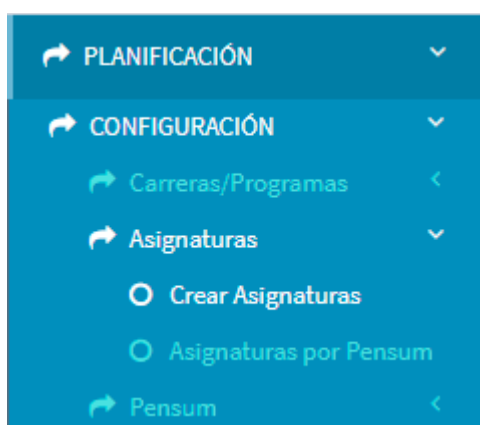 PLANIFICACIÓN
CONFIGURACIÓN
Carreras/Programas
Asignaturas
Crear Asignaturas
Asignaturas por Pensum
Pensum